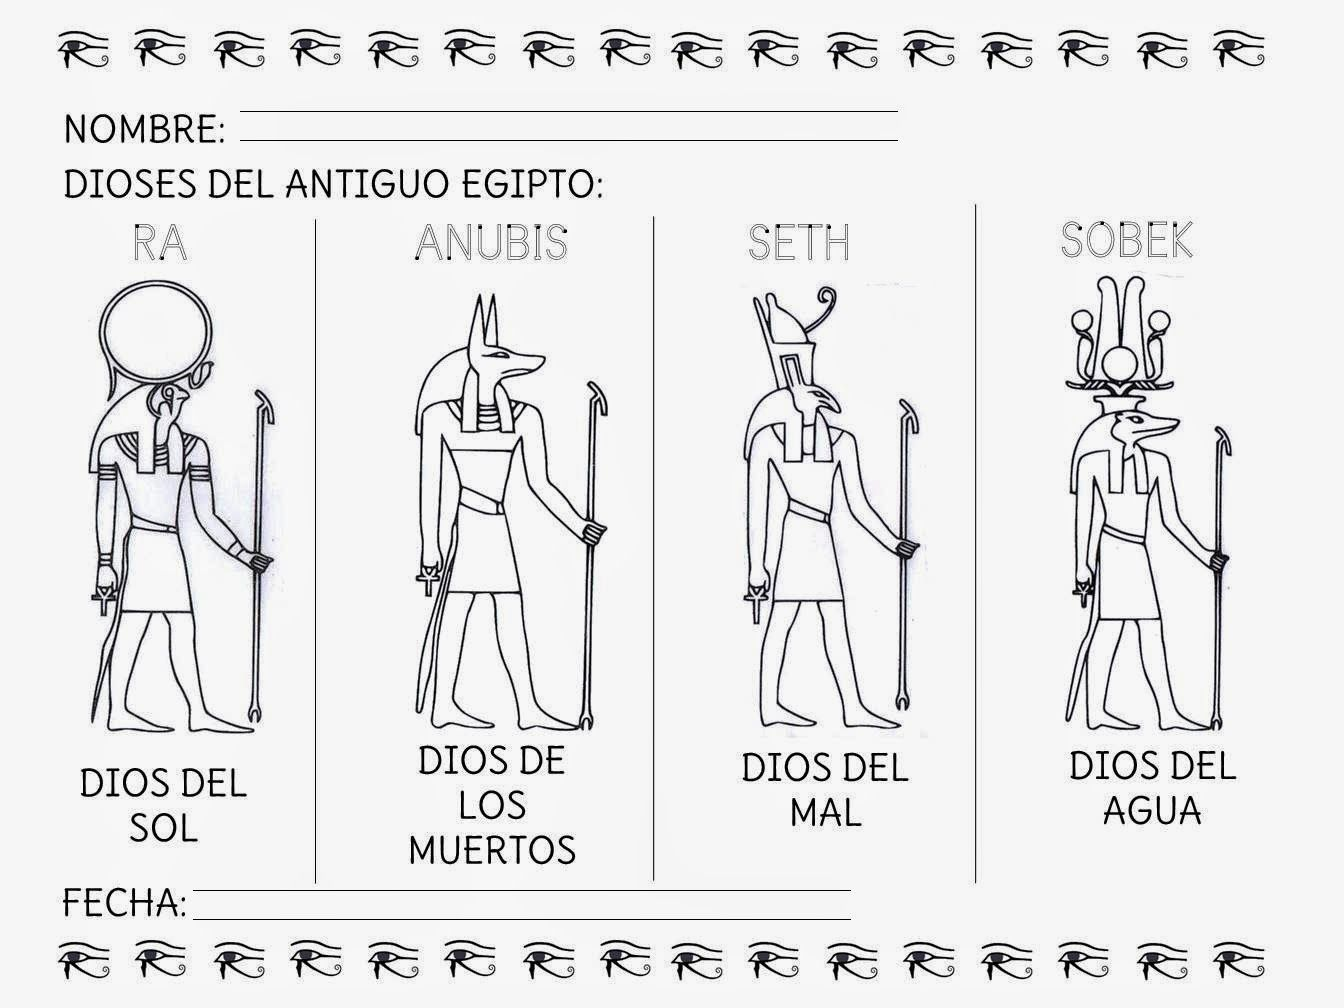 NOMBRE:
DIOSES DEL ANTIGUO EGIPTO:
RA
ANUBIS
SETH
SOBEK
DIOS DEL
SOL
DIOS DE
LOS
MUERTOS
DIOS DEL
MAL
DIOS DEL
AGUA
FECHA: